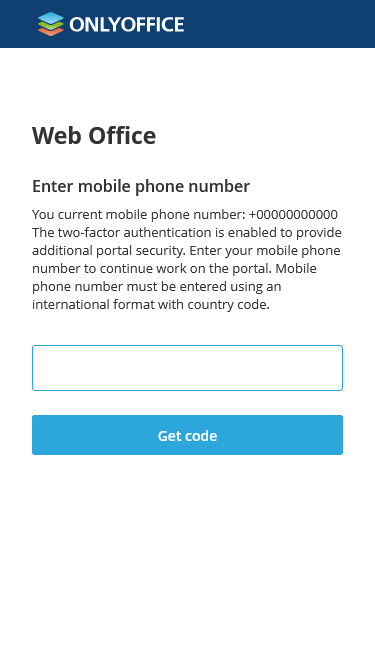 ONLYOFFICE
Web Office
Enter mobile phone number
You current mobile phone number: +00000000000
The two-factor authentication is enabled to provide
additional portal security. Enter your mobile phone
number to continue work on the portal. Mobile
phone number must be entered using an
international format with country code.
Get code